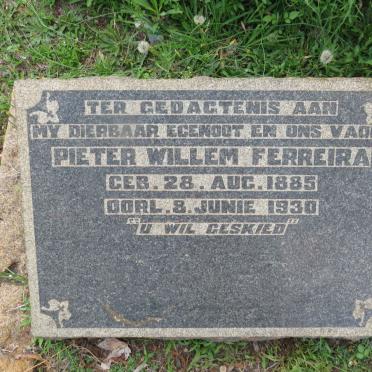 TER GEDAGTENIS AAN
MY DIERBAAR EGENOOT EN ONS VADER
PIETER WILLEM FERREIRA
GEB. 28. AUG. 1885
OORL. 8. JUNIE 1930
"U WIL GESKIED"